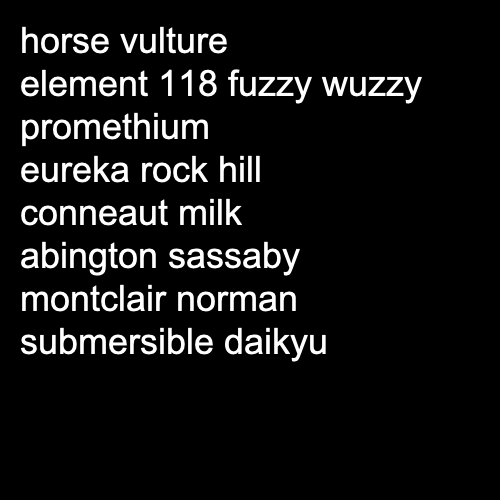 horse vulture
element 118 fuzzy wuzzy
promethium
eureka rock hill
conneaut milk
abington sassaby
montclair norman
submersible daikyu